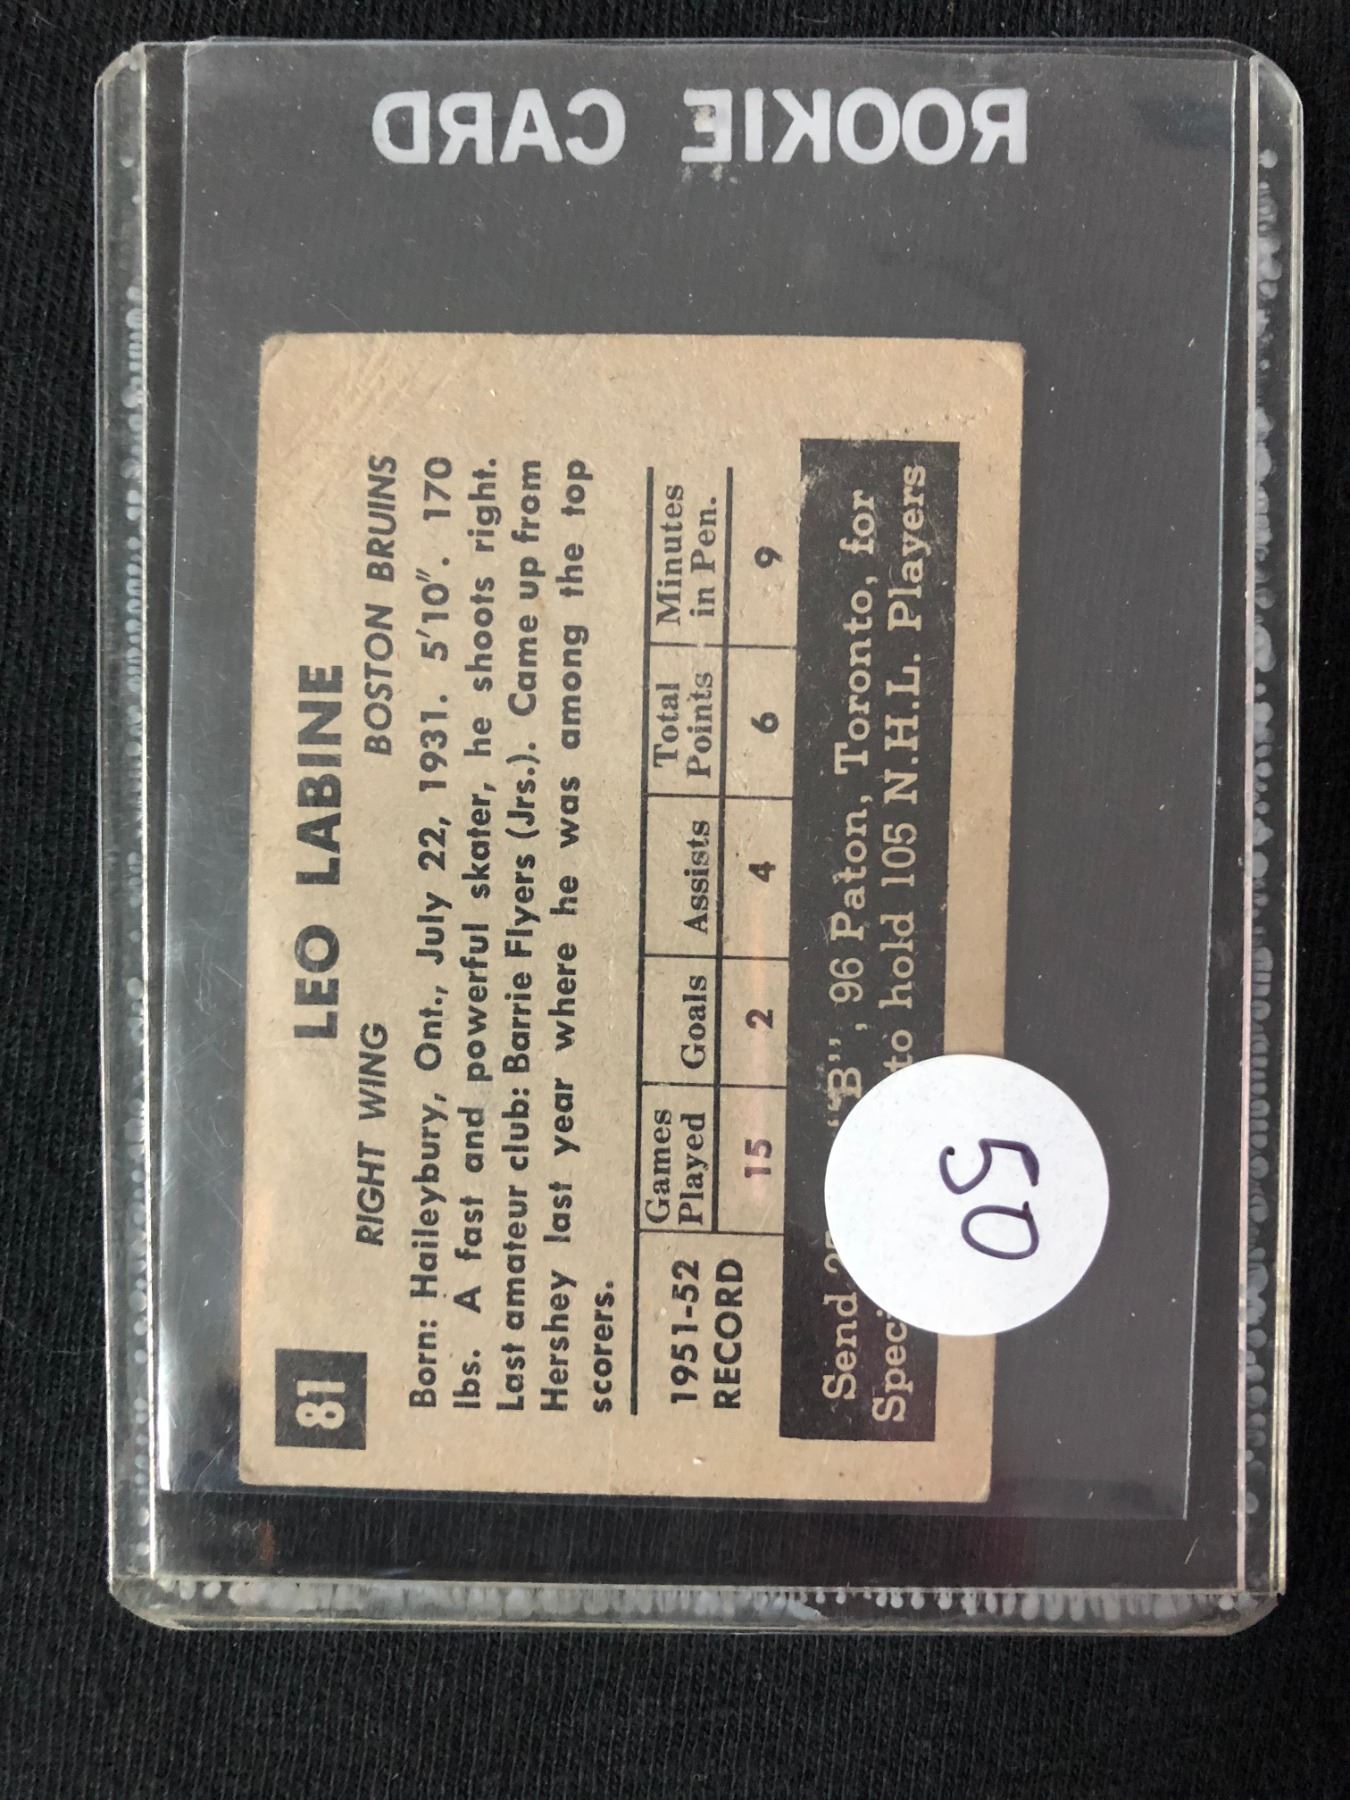 ROOKIE CARD
81
LEO LABINE
RIGHT WING BOSTON BRUINS
Born: Haileybury, Ont., July 22, 1931. 5'10". 170
lbs. A fast and powerful skater, he shoots right.
Last amateur club: Barrie Flyers (Jrs.). Came up from
Hershey last year where he was among the top
scorers.
1951-52 RECORD
Games Played Goals Assists Total Points Minutes in Pen.
15 2 4 6 9
Send "B", 96 Paton, Toronto, for
to hold 105 N.H.L. Players
50